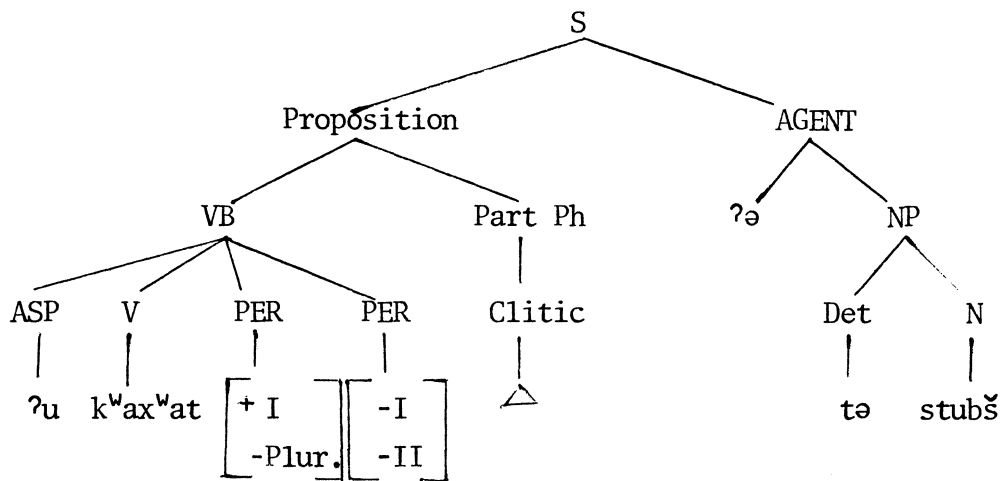 S
Proposition AGENT
VB Part Ph ʔə NP
ASP V PER PER Clitic Det N
ʔu kʷaxʷat + I -I tə stubš
-Plur. -II